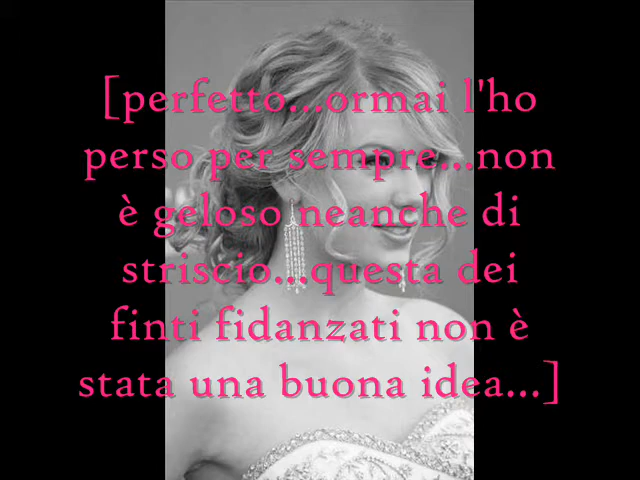 [perfetto...ormai l'ho
perso per sempre...non
è geloso neanche di
striscio...questa dei
finti fidanzati non è
stata una buona idea...]